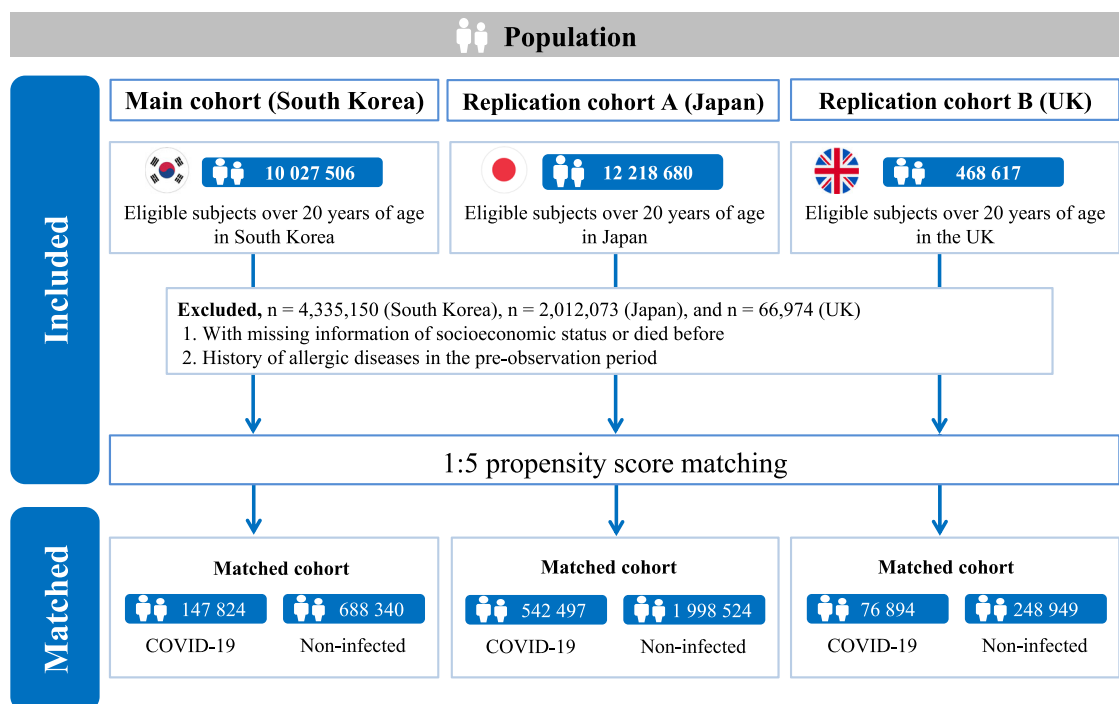 Population
Included
Main cohort (South Korea)
Replication cohort A (Japan)
Replication cohort B (UK)
10 027 506
Eligible subjects over 20 years of age
in South Korea
12 218 680
Eligible subjects over 20 years of age
in Japan
468 617
Eligible subjects over 20 years of age
in the UK
Excluded, n = 4,335,150 (South Korea), n = 2,012,073 (Japan), and n = 66,974 (UK)
1. With missing information of socioeconomic status or died before
2. History of allergic diseases in the pre-observation period
1:5 propensity score matching
Matched
Matched cohort
147 824
688 340
COVID-19
Non-infected
Matched cohort
542 497
1 998 524
COVID-19
Non-infected
Matched cohort
76 894
248 949
COVID-19
Non-infected